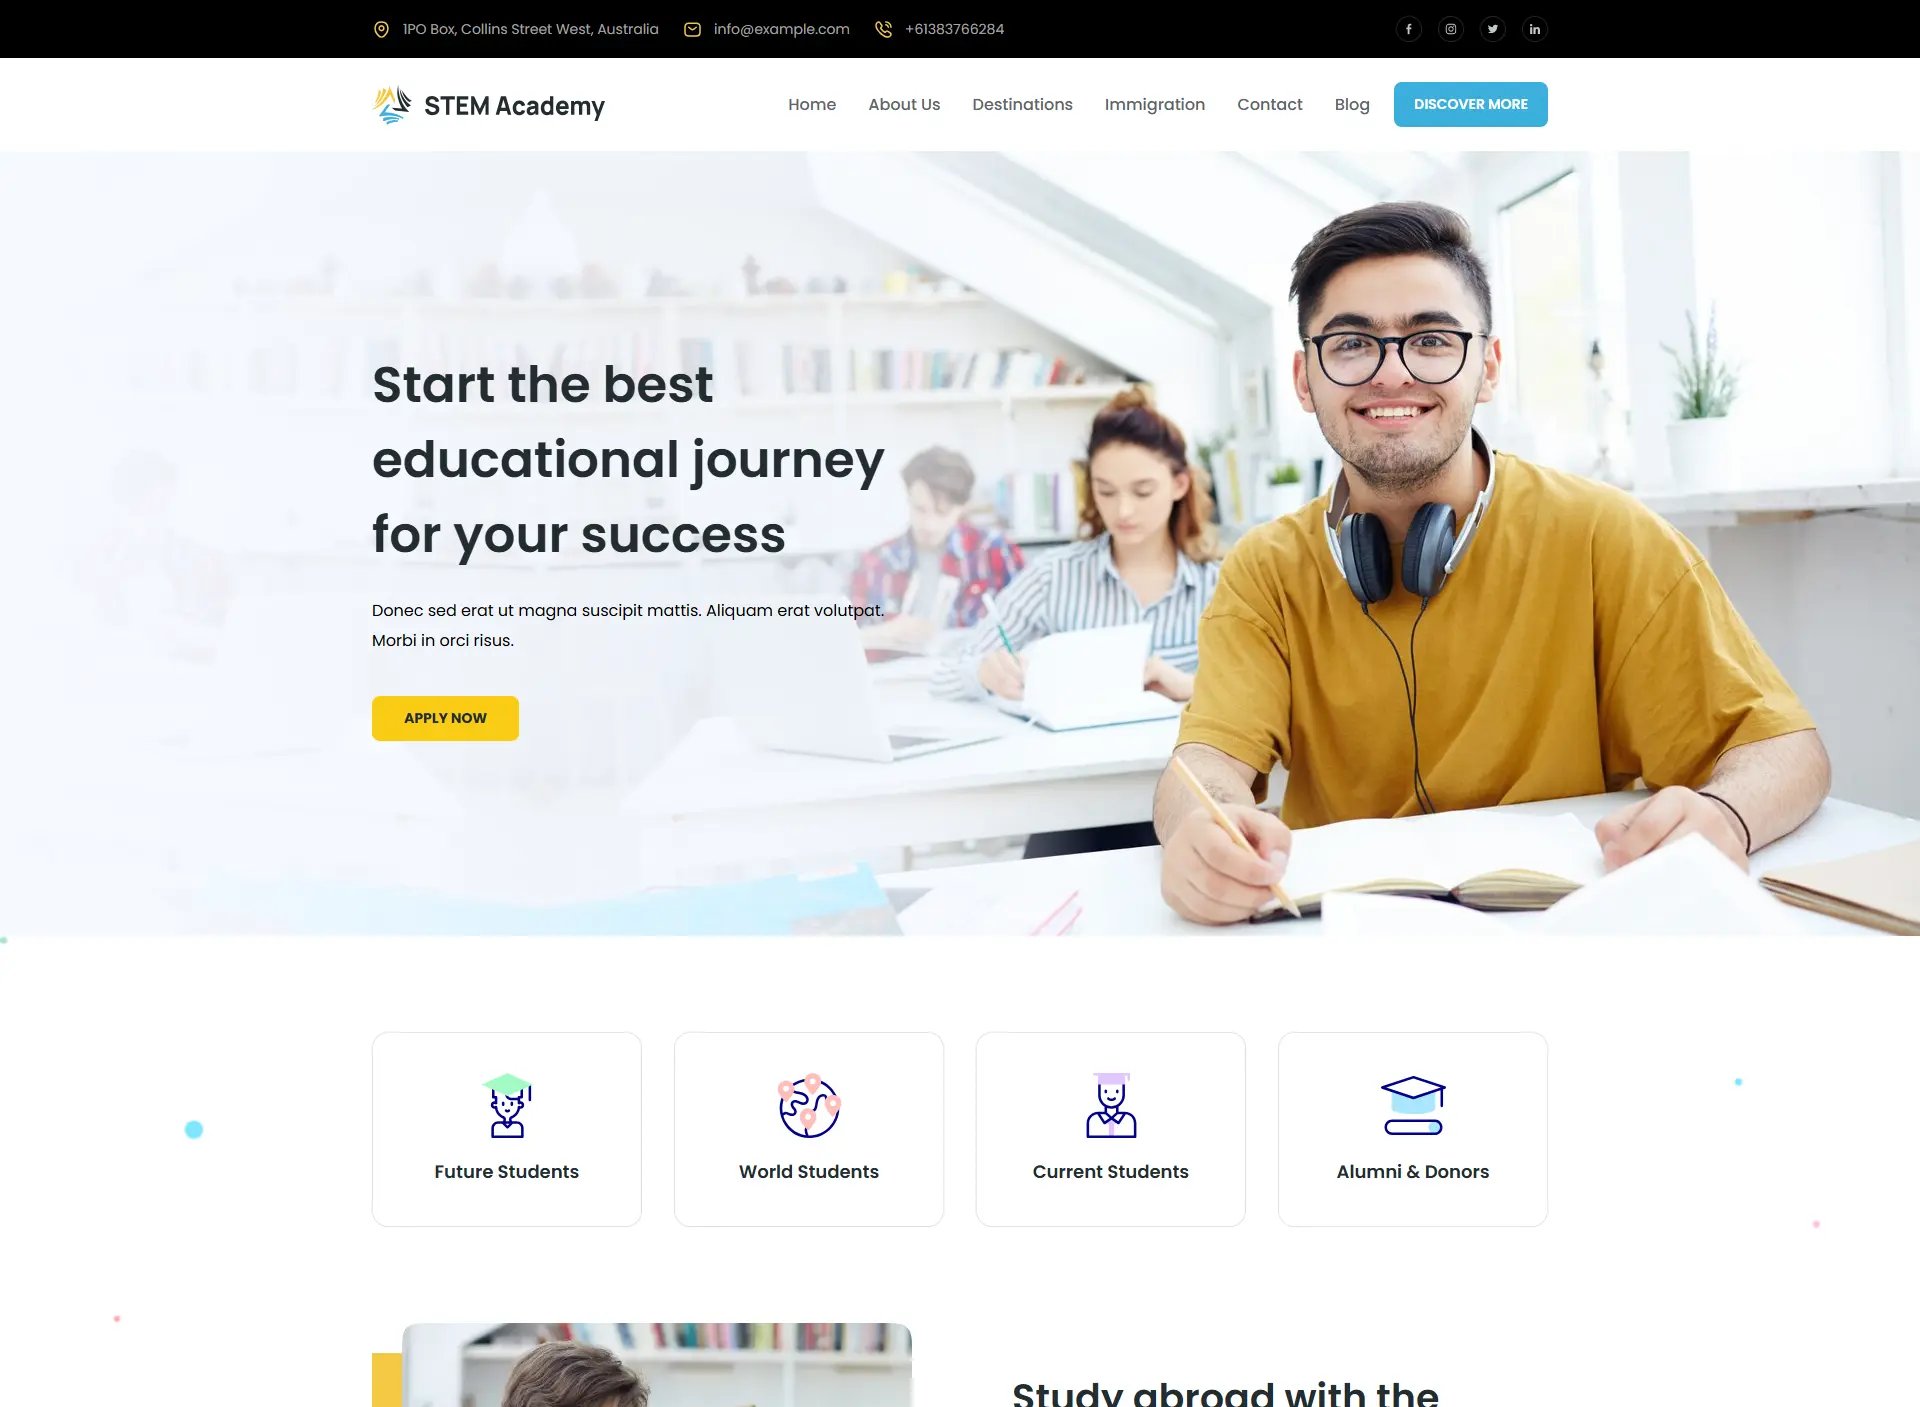 1PO Box, Collins Street West, Australia
info@example.com
+61383766284
STEM Academy
Home
About Us
Destinations
Immigration
Contact
Blog
DISCOVER MORE
Start the best
educational journey
for your success
Donec sed erat ut magna suscipit mattis. Aliquam erat volutpat.
Morbi in orci risus.
APPLY NOW
Future Students
World Students
Current Students
Alumni & Donors
Study abroad with the